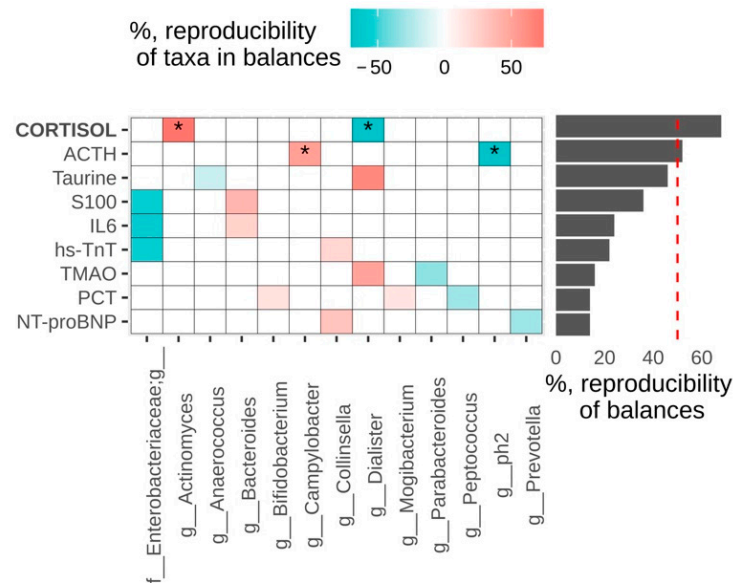 %, reproducibility
of taxa in balances
−50 0 50
CORTISOL
ACTH
Taurine
S100
IL6
hs-TnT
TMAO
PCT
NT-proBNP
* *
* *
0 20 40 60
%, reproducibility
of balances
f__Enterobacteriaceae;g__
g__Actinomyces
g__Anaerococcus
g__Bacteroides
g__Bifidobacterium
g__Campylobacter
g__Collinsella
g__Dialister
g__Mogibacterium
g__Parabacteroides
g__Peptococcus
g__ph2
g__Prevotella